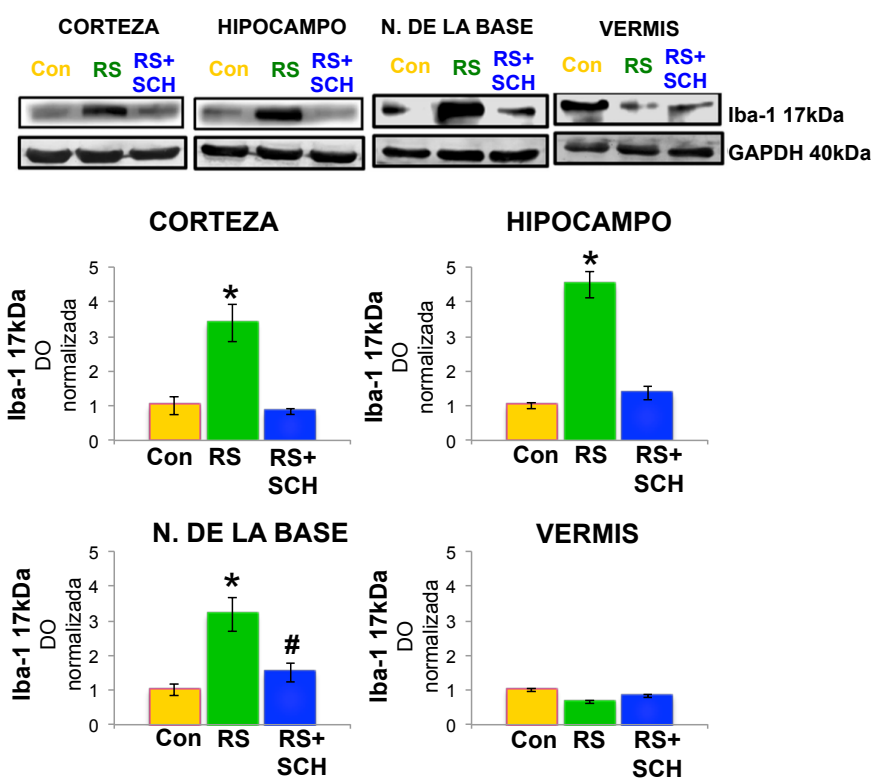 CORTEZA HIPOCAMPO N. DE LA BASE VERMIS
Con RS RS+ SCH Con RS RS+ SCH Con RS RS+ SCH Con RS RS+ SCH
Iba-1 17kDa
GAPDH 40kDa
CORTEZA
Iba-1 17kDa
DO
normalizada
5
4
3
2
1
0
*
Con RS RS+
SCH
HIPOCAMPO
Iba-1 17kDa
DO
normalizada
5
4
3
2
1
0
*
Con RS RS+
SCH
N. DE LA BASE
Iba-1 17kDa
DO
normalizada
5
4
3
2
1
0
*
#
Con RS RS+
SCH
VERMIS
Iba-1 17kDa
DO
normalizada
5
4
3
2
1
0
Con RS RS+
SCH